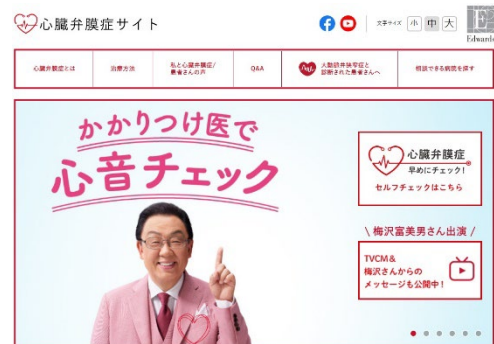 心臓弁膜症サイト
文字サイズ 小 中 大
Edwards
心臓弁膜症とは
治療方法
私と心臓弁膜症/
患者さんの声
Q&A
大動脈弁狭窄症と
診断された患者さんへ
相談できる病院を探す
かかりつけ医で
心音チェック
心臓弁膜症
早めにチェック!
セルフチェックはこちら
\ 梅沢富美男さん出演 /
TVCM&
梅沢さんからの
メッセージも公開中!